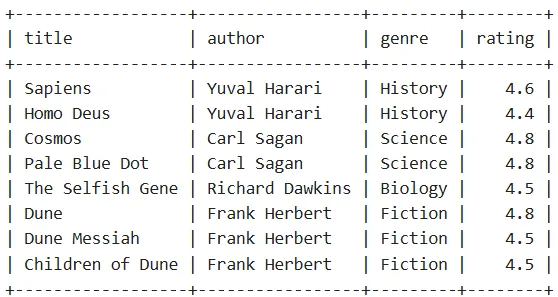 +------------------+-----------------+---------+--------+
| title            | author          | genre   | rating |
+------------------+-----------------+---------+--------+
| Sapiens          | Yuval Harari    | History |    4.6 |
| Homo Deus        | Yuval Harari    | History |    4.4 |
| Cosmos           | Carl Sagan      | Science |    4.8 |
| Pale Blue Dot    | Carl Sagan      | Science |    4.8 |
| The Selfish Gene | Richard Dawkins | Biology |    4.5 |
| Dune             | Frank Herbert   | Fiction |    4.8 |
| Dune Messiah     | Frank Herbert   | Fiction |    4.5 |
| Children of Dune | Frank Herbert   | Fiction |    4.5 |
+------------------+-----------------+---------+--------+